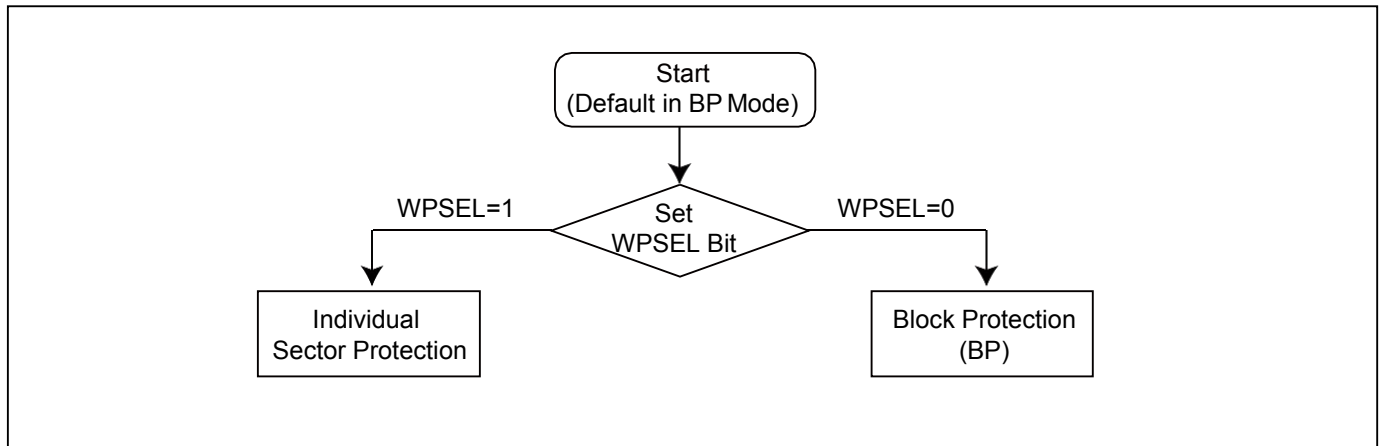 Start
(Default in BP Mode)
WPSEL=1
Set
WPSEL Bit
WPSEL=0
Individual
Sector Protection
Block Protection
(BP)